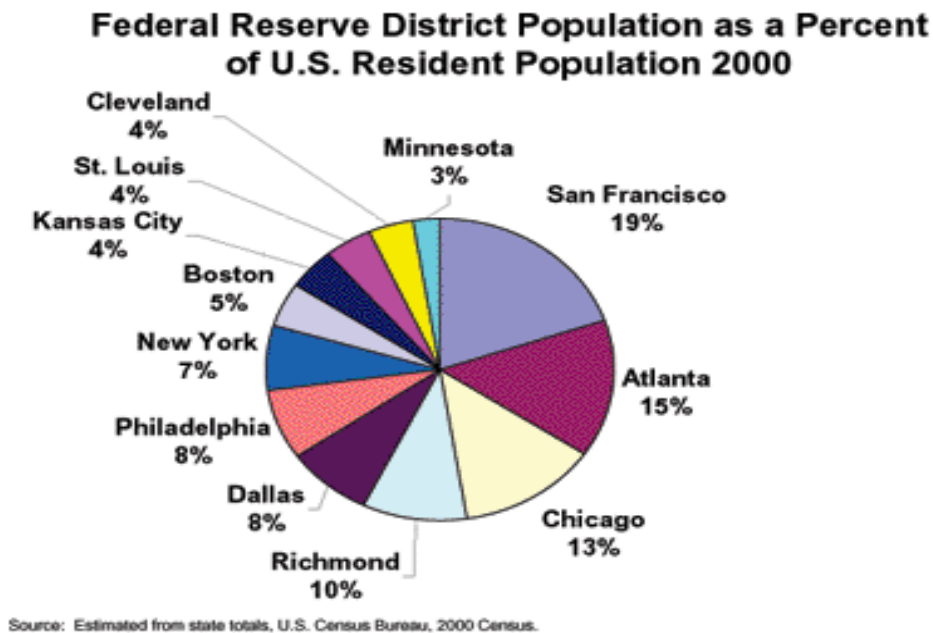 Federal Reserve District Population as a Percent
of U.S. Resident Population 2000
Cleveland
4%
Minnesota
3%
St. Louis
4%
San Francisco
19%
Kansas City
4%
Boston
5%
New York
7%
Atlanta
15%
Philadelphia
8%
Dallas
8%
Chicago
13%
Richmond
10%
Source: Estimated from state totals, U.S. Census Bureau, 2000 Census.